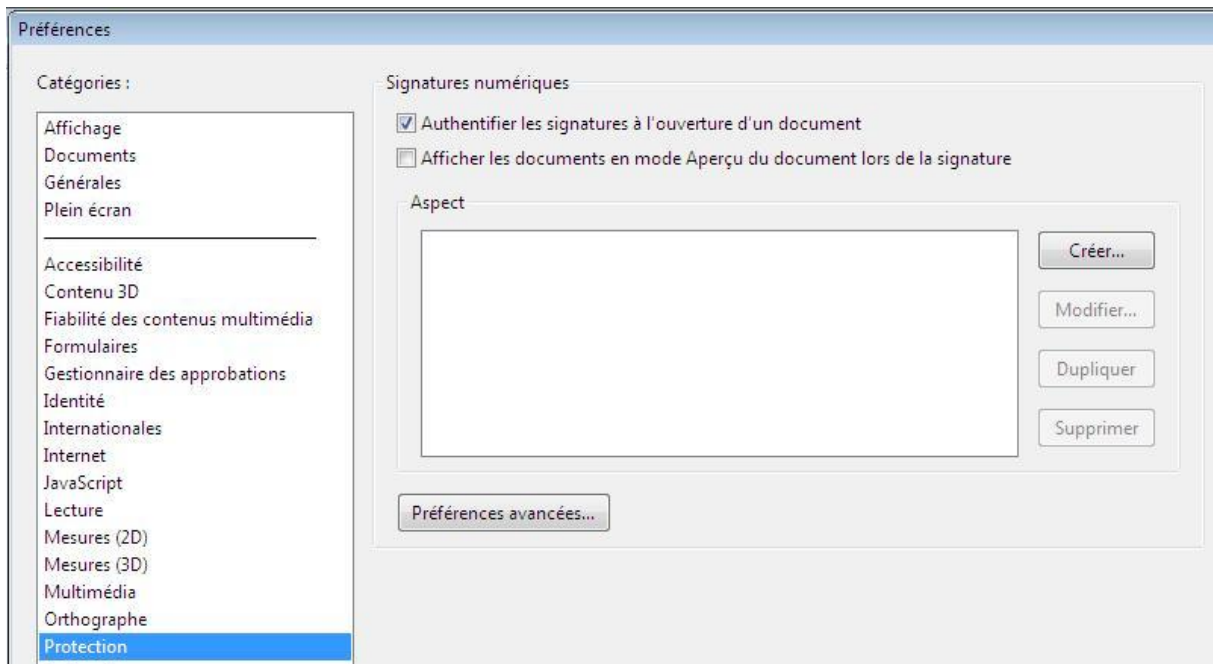 Préférences
Catégories :
Affichage
Documents
Générales
Plein écran
Accessibilité
Contenu 3D
Fiabilité des contenus multimédia
Formulaires
Gestionnaire des approbations
Identité
Internationales
Internet
JavaScript
Lecture
Mesures (2D)
Mesures (3D)
Multimédia
Orthographe
Protection
Signatures numériques
Authentifier les signatures à l'ouverture d'un document
Afficher les documents en mode Aperçu du document lors de la signature
Aspect
Créer...
Modifier...
Dupliquer
Supprimer
Préférences avancées...